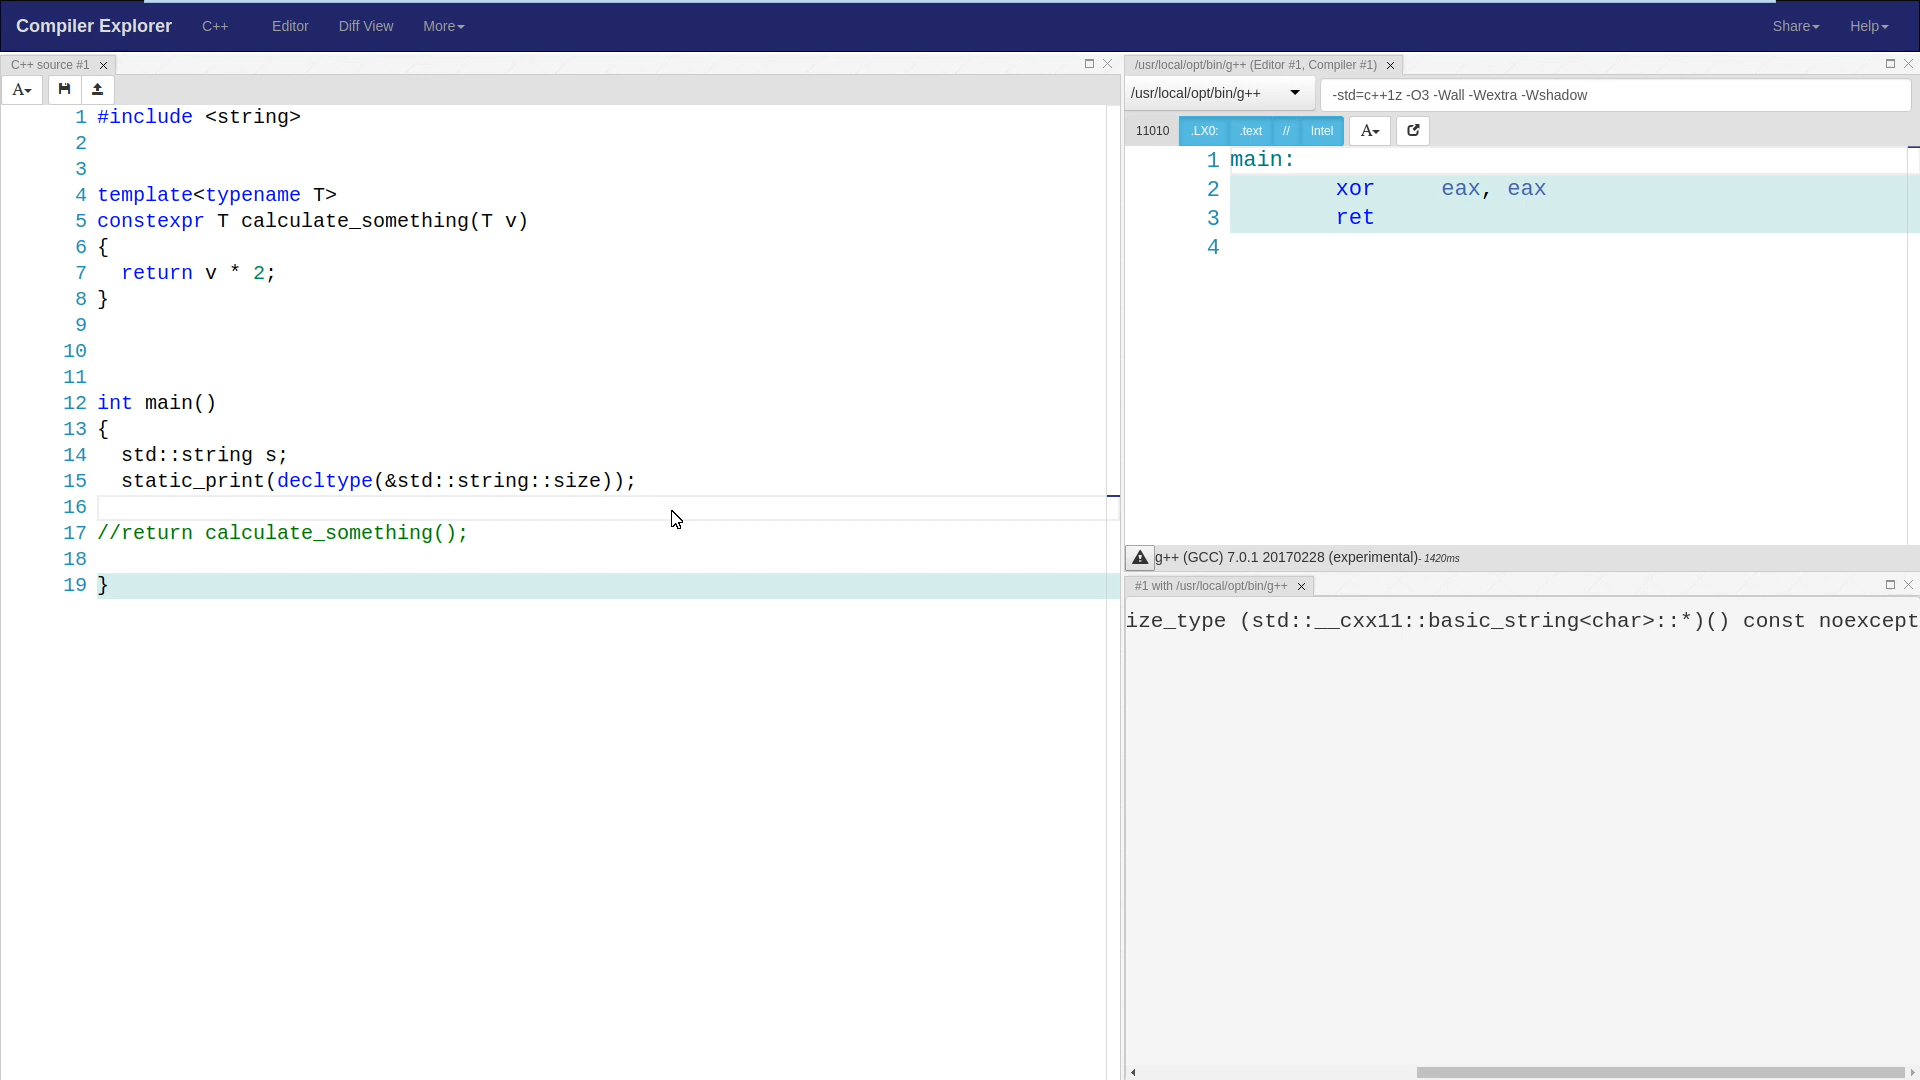 Compiler Explorer C++ Editor Diff View More Share Help
C++ source #1
A
1 #include <string>
2
3
4 template<typename T>
5 constexpr T calculate_something(T v)
6 {
7   return v * 2;
8 }
9
10
11
12 int main()
13 {
14   std::string s;
15   static_print(decltype(&std::string::size));
16
17 //return calculate_something();
18
19 }
/usr/local/opt/bin/g++ (Editor #1, Compiler #1)
/usr/local/opt/bin/g++ -std=c++1z -O3 -Wall -Wextra -Wshadow
11010 .LX0: .text // Intel A
1 main:
2         xor     eax, eax
3         ret
4
g++ (GCC) 7.0.1 20170228 (experimental)- 1420ms
#1 with /usr/local/opt/bin/g++
ize_type (std::__cxx11::basic_string<char>::*)() const noexcept